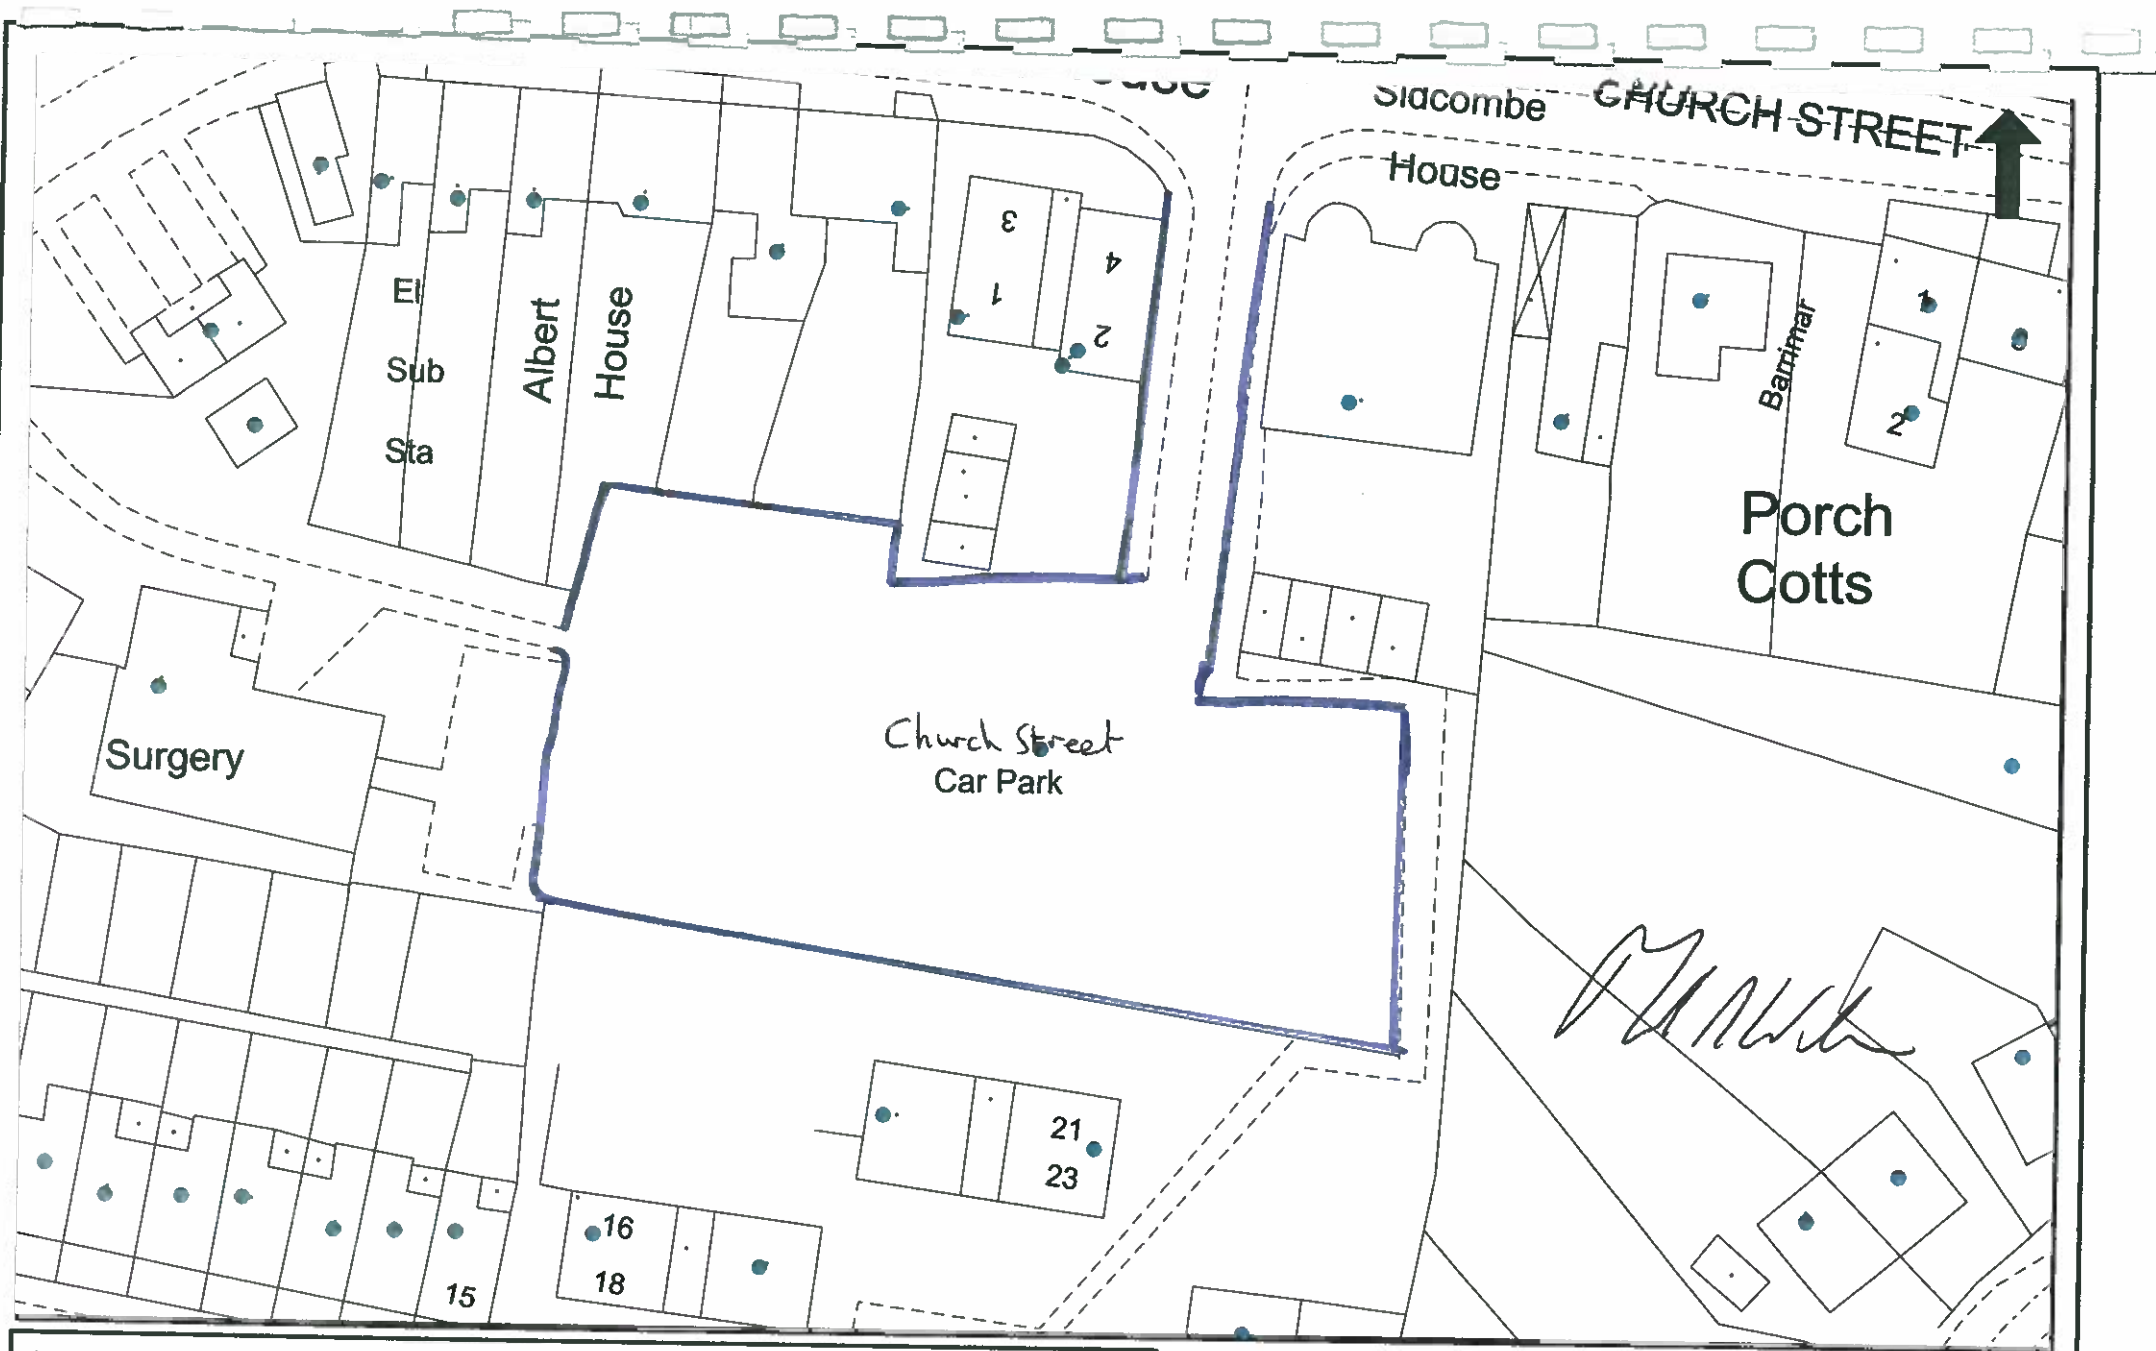 Sidcombe
House
CHURCH STREET
3
4
1
2
El
Sub
Sta
Albert
House
Barrimar
1
2
Porch
Cotts
Surgery
Church Street
Car Park
21
23
16
18
15